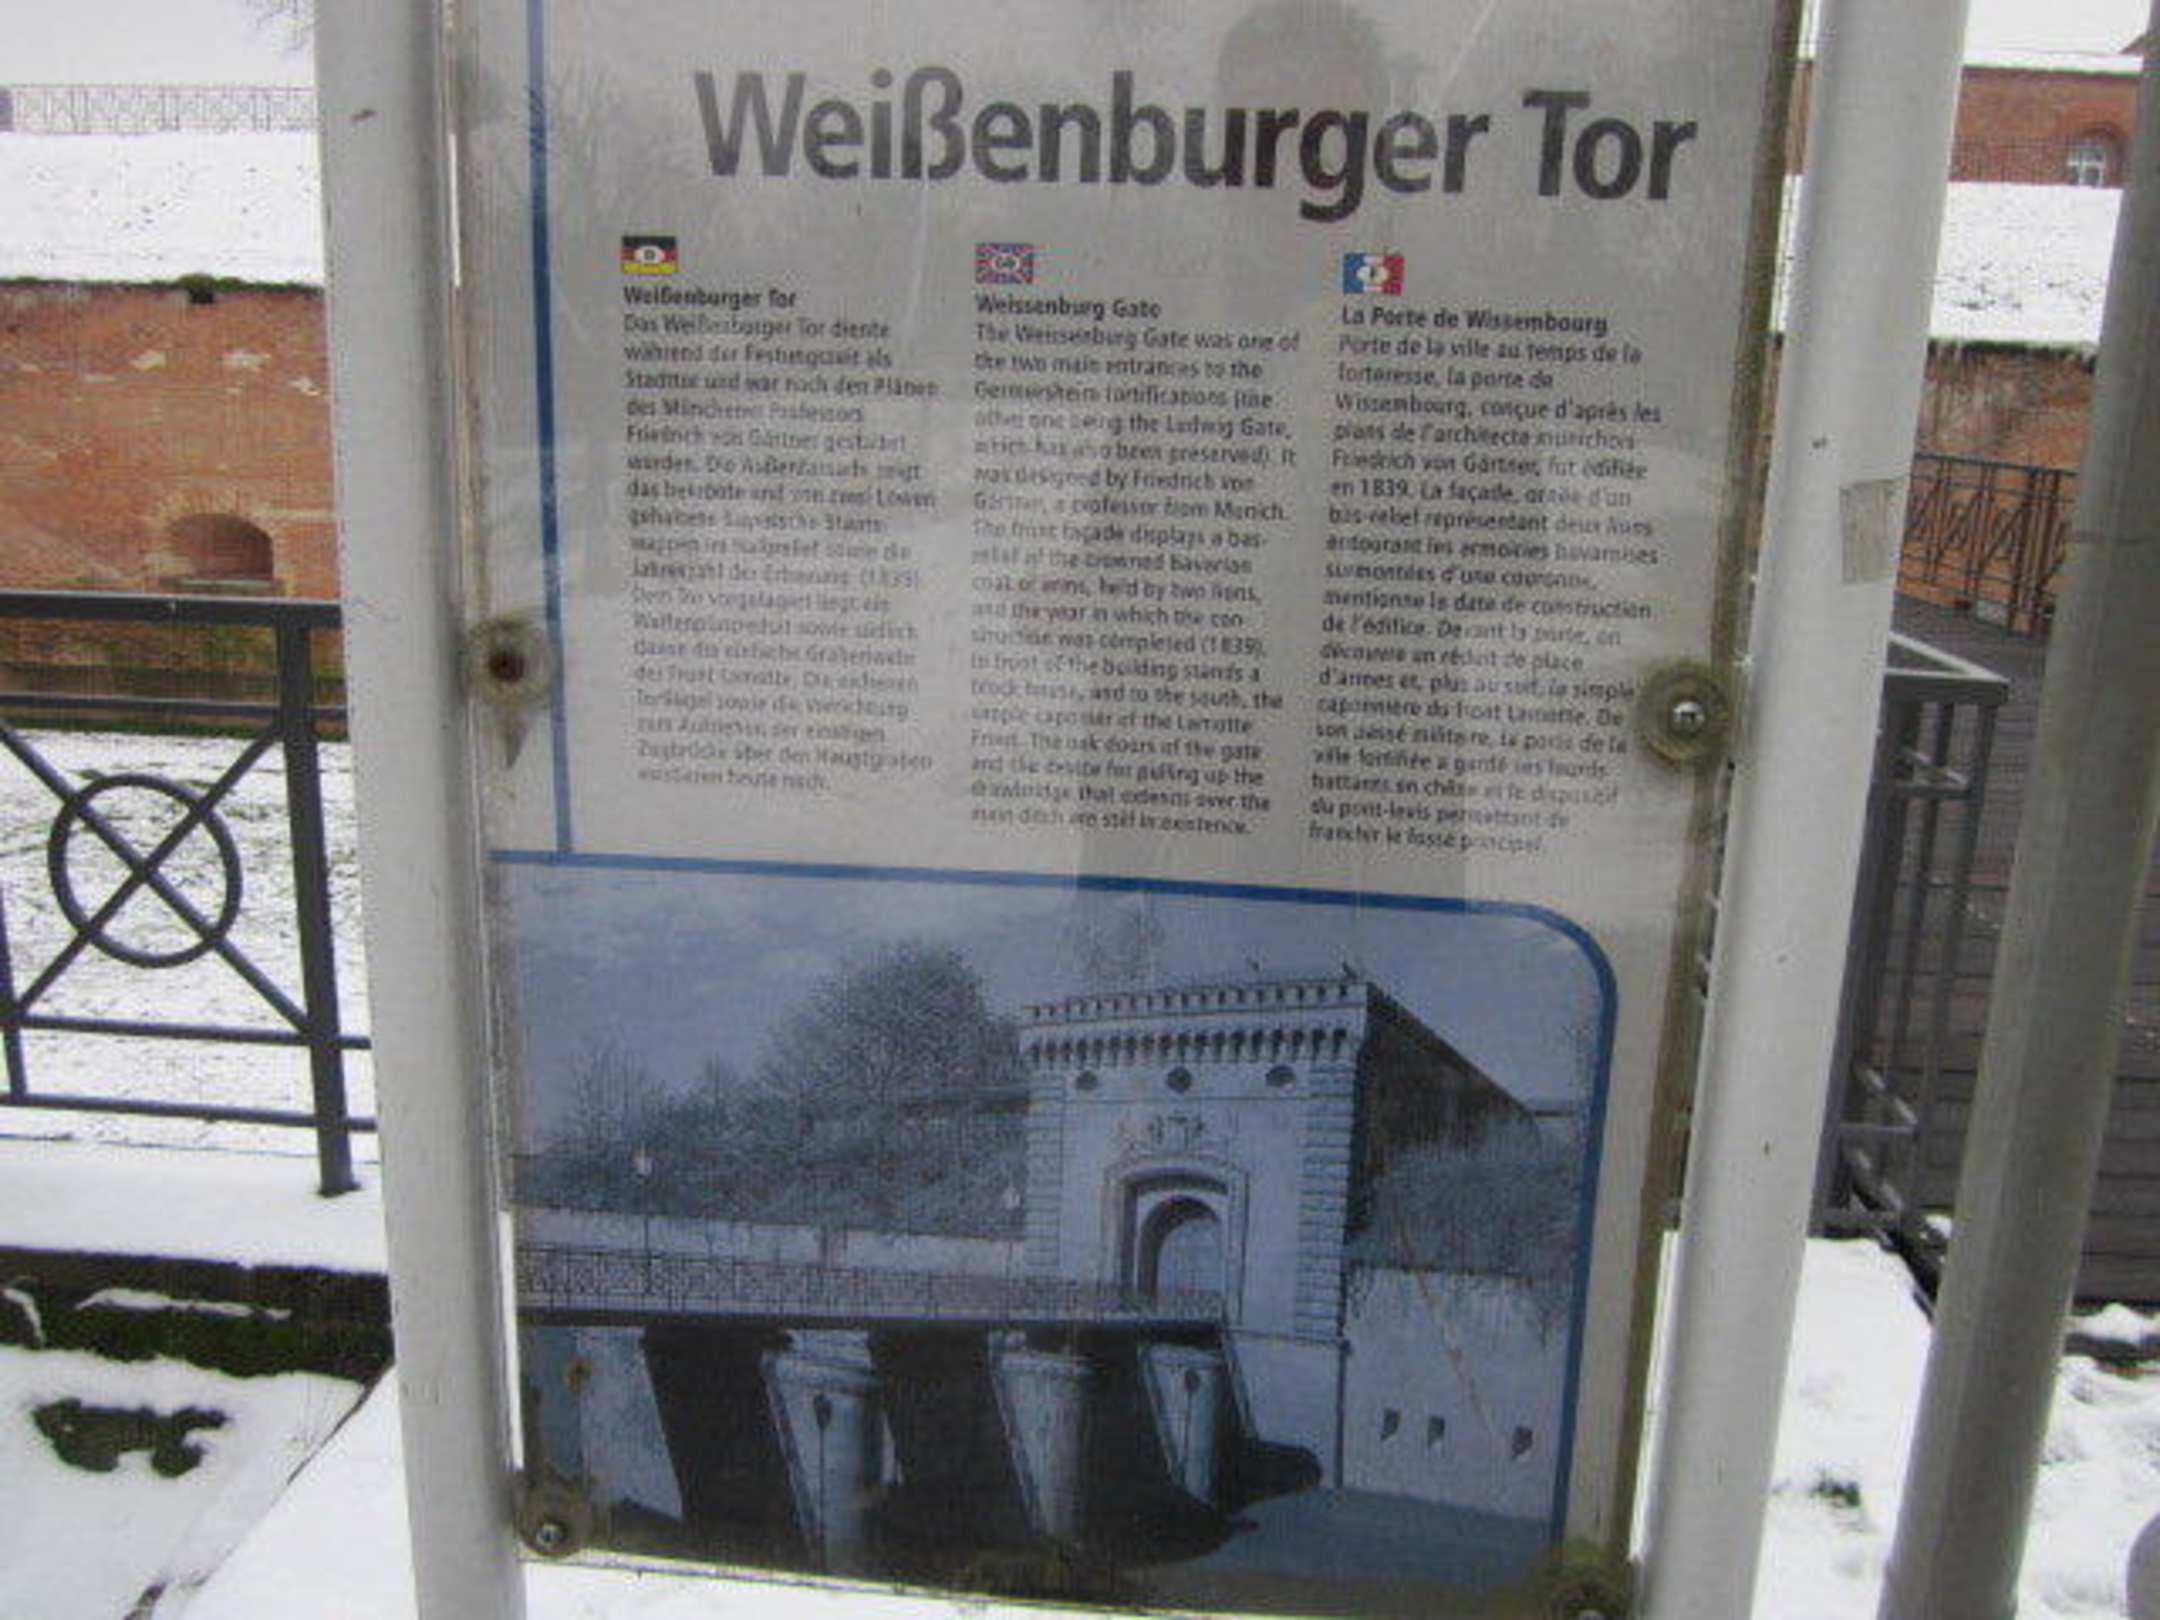 Weißenburger Tor
D
Weißenburger Tor
Das Weißenburger Tor diente
während der Festungszeit als
Stadttor und war nach den Plänen
des Münchener Professors
Friedrich von Gärtner gestaltet
worden. Die Außenfassade zeigt
das bekrönte und von zwei Löwen
gehaltene bayrische Staats-
wappen im Halbrelief sowie die
Jahreszahl der Erbauung (1839).
Dem Tor vorgelagert liegt ein
Waffenplatzreduit sowie südlich
davon die einfache Grabenwehr
der Front Lamotte. Die eichenen
Torflügel sowie die Vorrichtung
zum Aufziehen der einstigen
Zugbrücke über den Hauptgraben
existieren heute noch.
GB
Weissenburg Gate
The Weissenburg Gate was one of
the two main entrances to the
Germersheim fortifications (the
other one being the Ludwig Gate,
which has also been preserved). It
was designed by Friedrich von
Gärtner, a professor from Munich.
The front façade displays a bas-
relief of the crowned bavarian
coat of arms, held by two lions,
and the year in which the con-
struction was completed (1839).
In front of the building stands a
block house, and to the south, the
simple caponier of the Lamotte
Front. The oak doors of the gate
and the device for pulling up the
drawbridge that extends over the
main ditch are still in existence.
F
La Porte de Wissembourg
Porte de la ville au temps de la
forteresse, la porte de
Wissembourg, conçue d'après les
plans de l'architecte munichois
Friedrich von Gärtner, fut édifiée
en 1839. La façade, ornée d'un
bas-relief représentant deux lions
entourant les armoiries bavaroises
surmontées d'une couronne,
mentionne la date de construction
de l'édifice. Devant la porte, on
découvre un réduit de place
d'armes et, plus au sud, la simple
caponnière du front Lamotte. De
son passé militaire, la porte de la
ville fortifiée a gardé ses lourds
battants en chêne et le dispositif
du pont-levis permettant de
franchir le fossé principal.